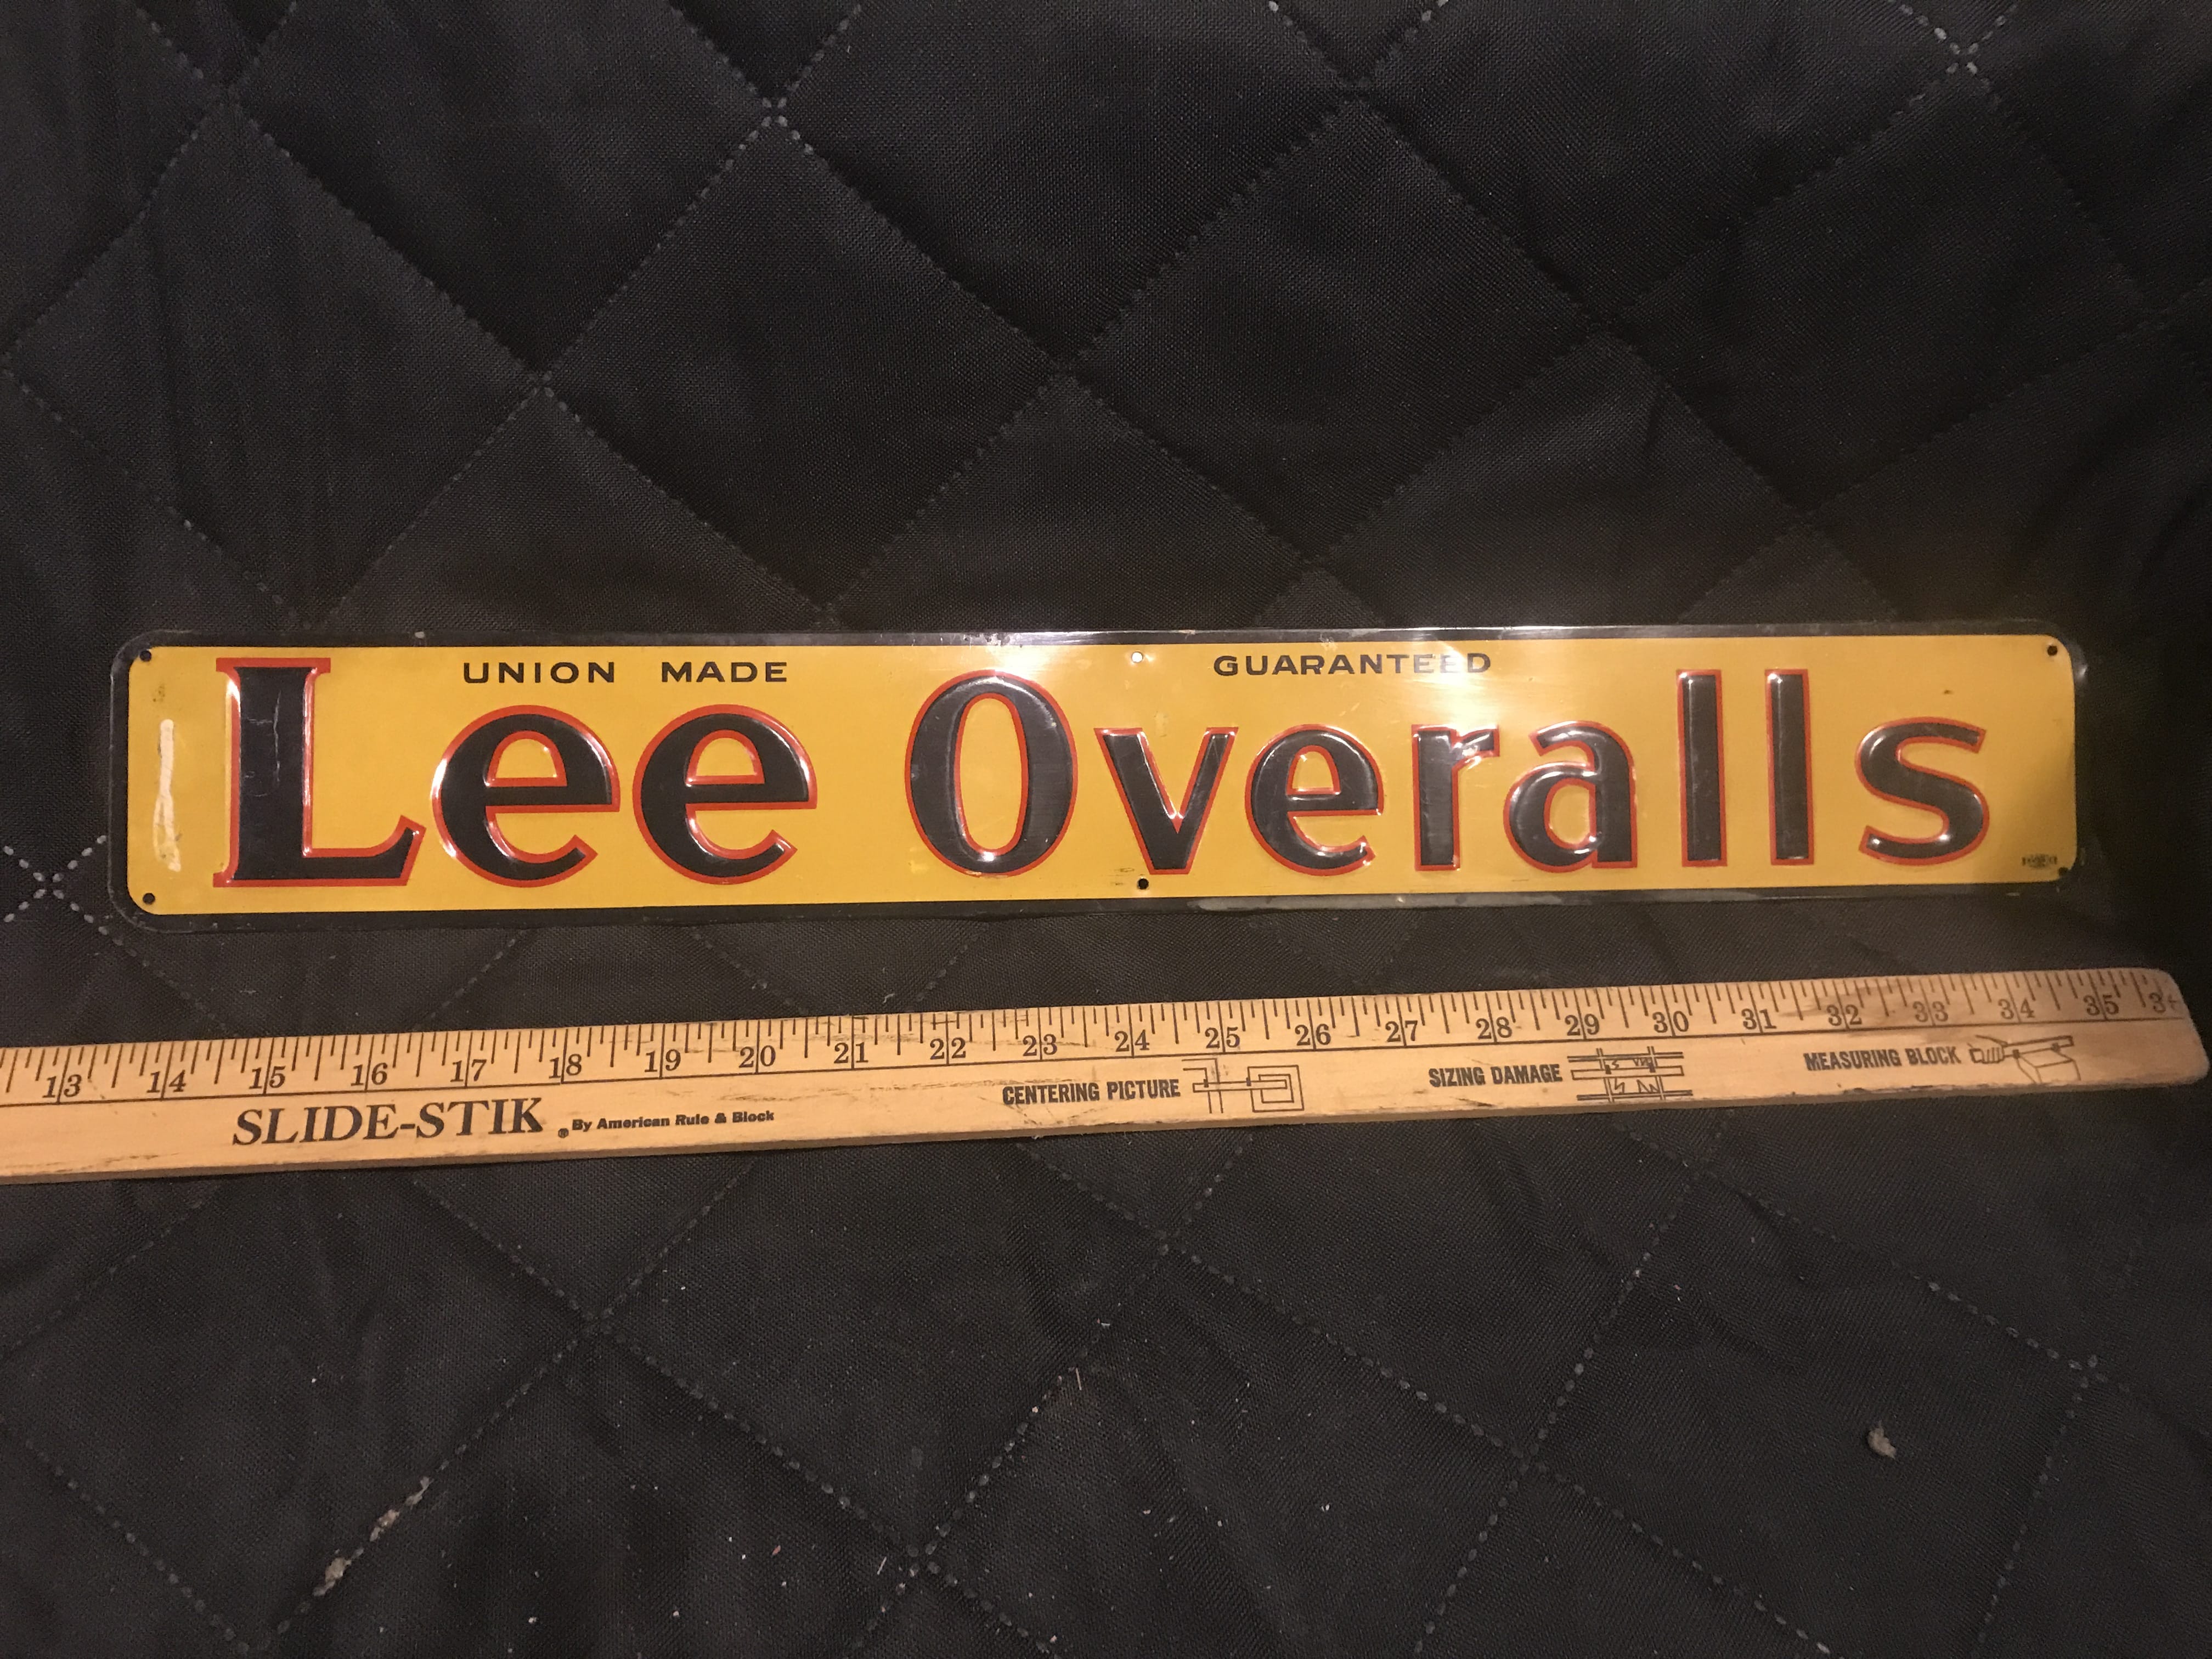 UNION MADE GUARANTEED
Lee Overalls
13 14 15 16 17 18 19 20 21 22 23 24 25 26 27 28 29 30 31 32 33 34 35
SLIDE-STIK ® By American Rule & Block CENTERING PICTURE SIZING DAMAGE MEASURING BLOCK